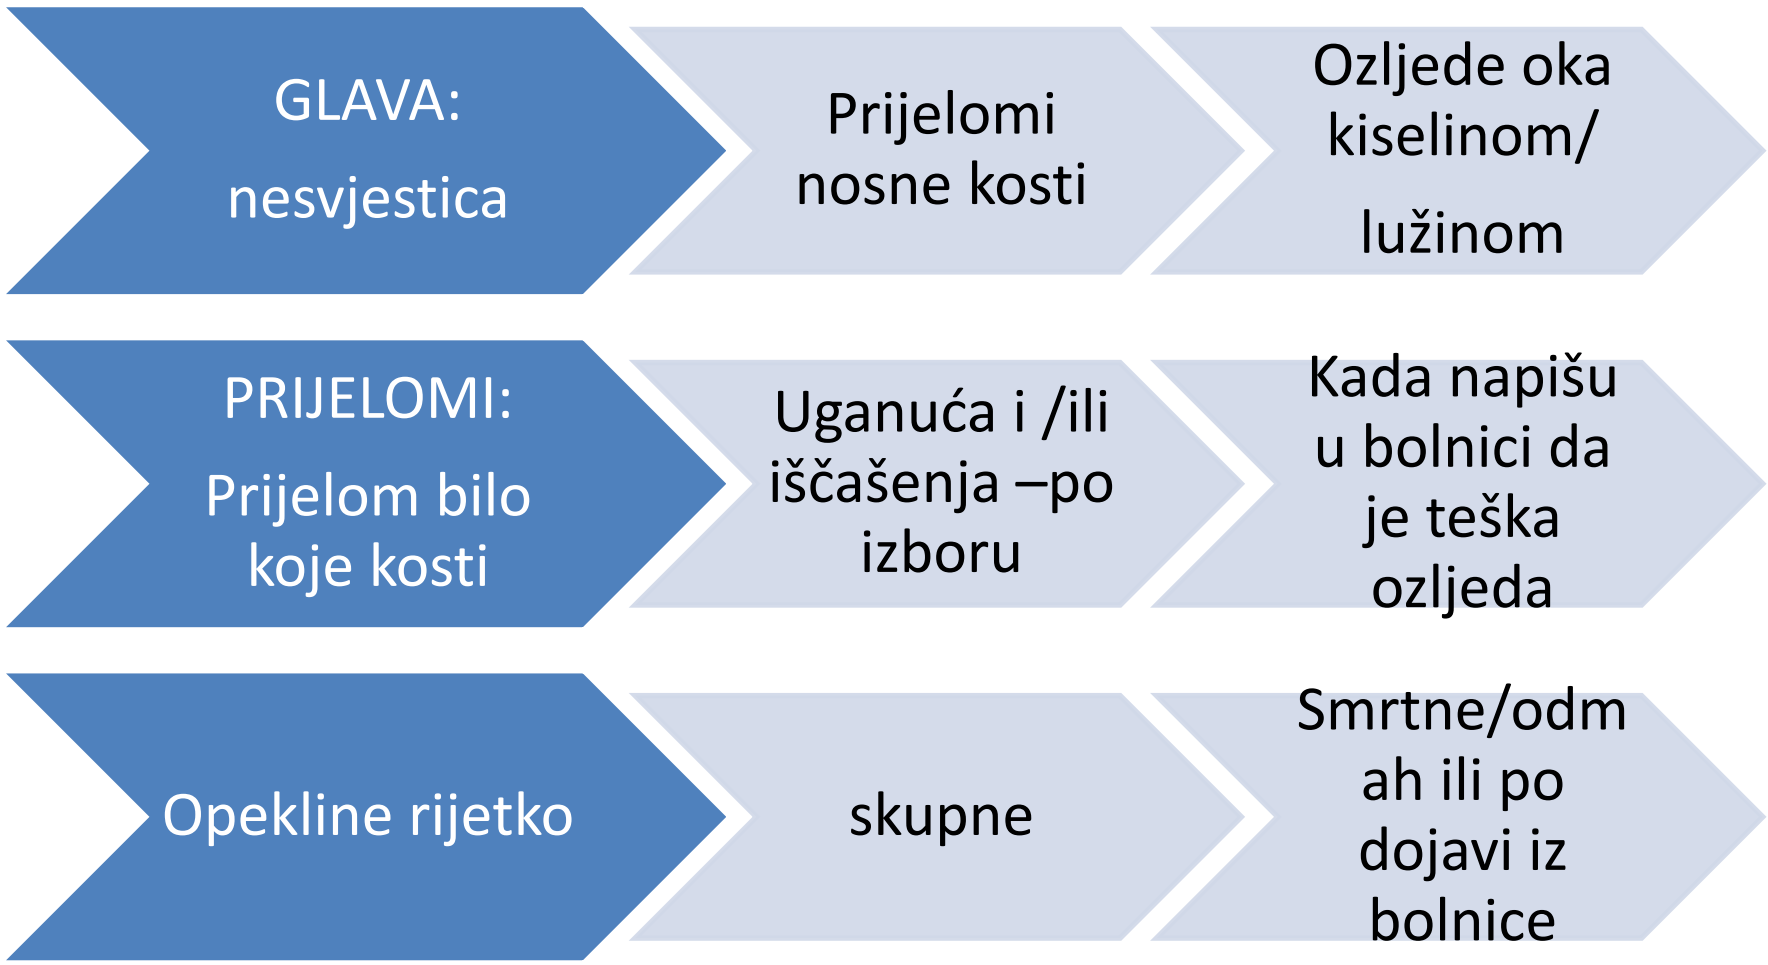 GLAVA:
nesvjestica
Prijelomi
nosne kosti
Ozljede oka
kiselinom/
lužinom
PRIJELOMI:
Prijelom bilo
koje kosti
Uganuća i /ili
iščašenja –po
izboru
Kada napišu
u bolnici da
je teška
ozljeda
Opekline rijetko
skupne
Smrtne/odm
ah ili po
dojavi iz
bolnice